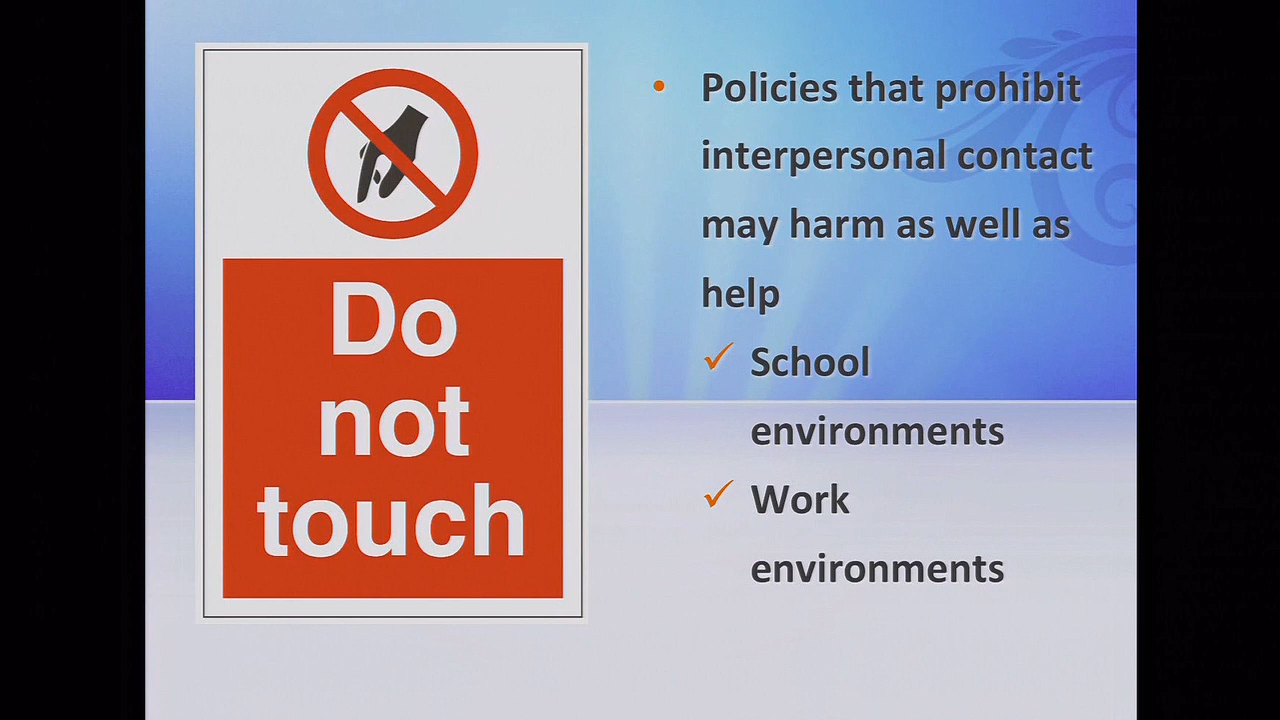 Do
not
touch
• Policies that prohibit
interpersonal contact
may harm as well as
help
✓ School
environments
✓ Work
environments